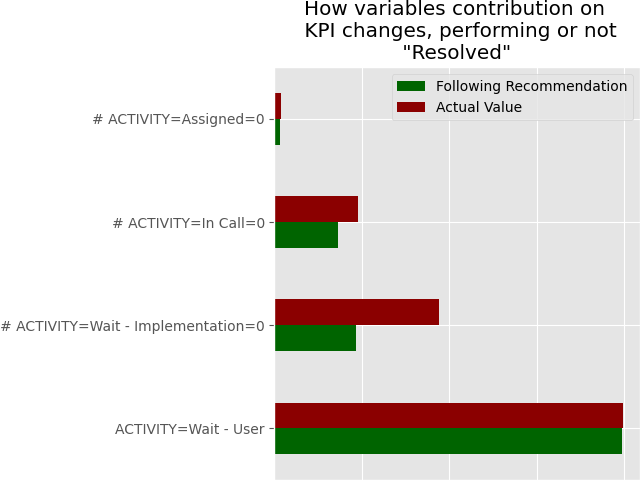 How variables contribution on
KPI changes, performing or not
"Resolved"
Following Recommendation
Actual Value
# ACTIVITY=Assigned=0
# ACTIVITY=In Call=0
# ACTIVITY=Wait - Implementation=0
ACTIVITY=Wait - User